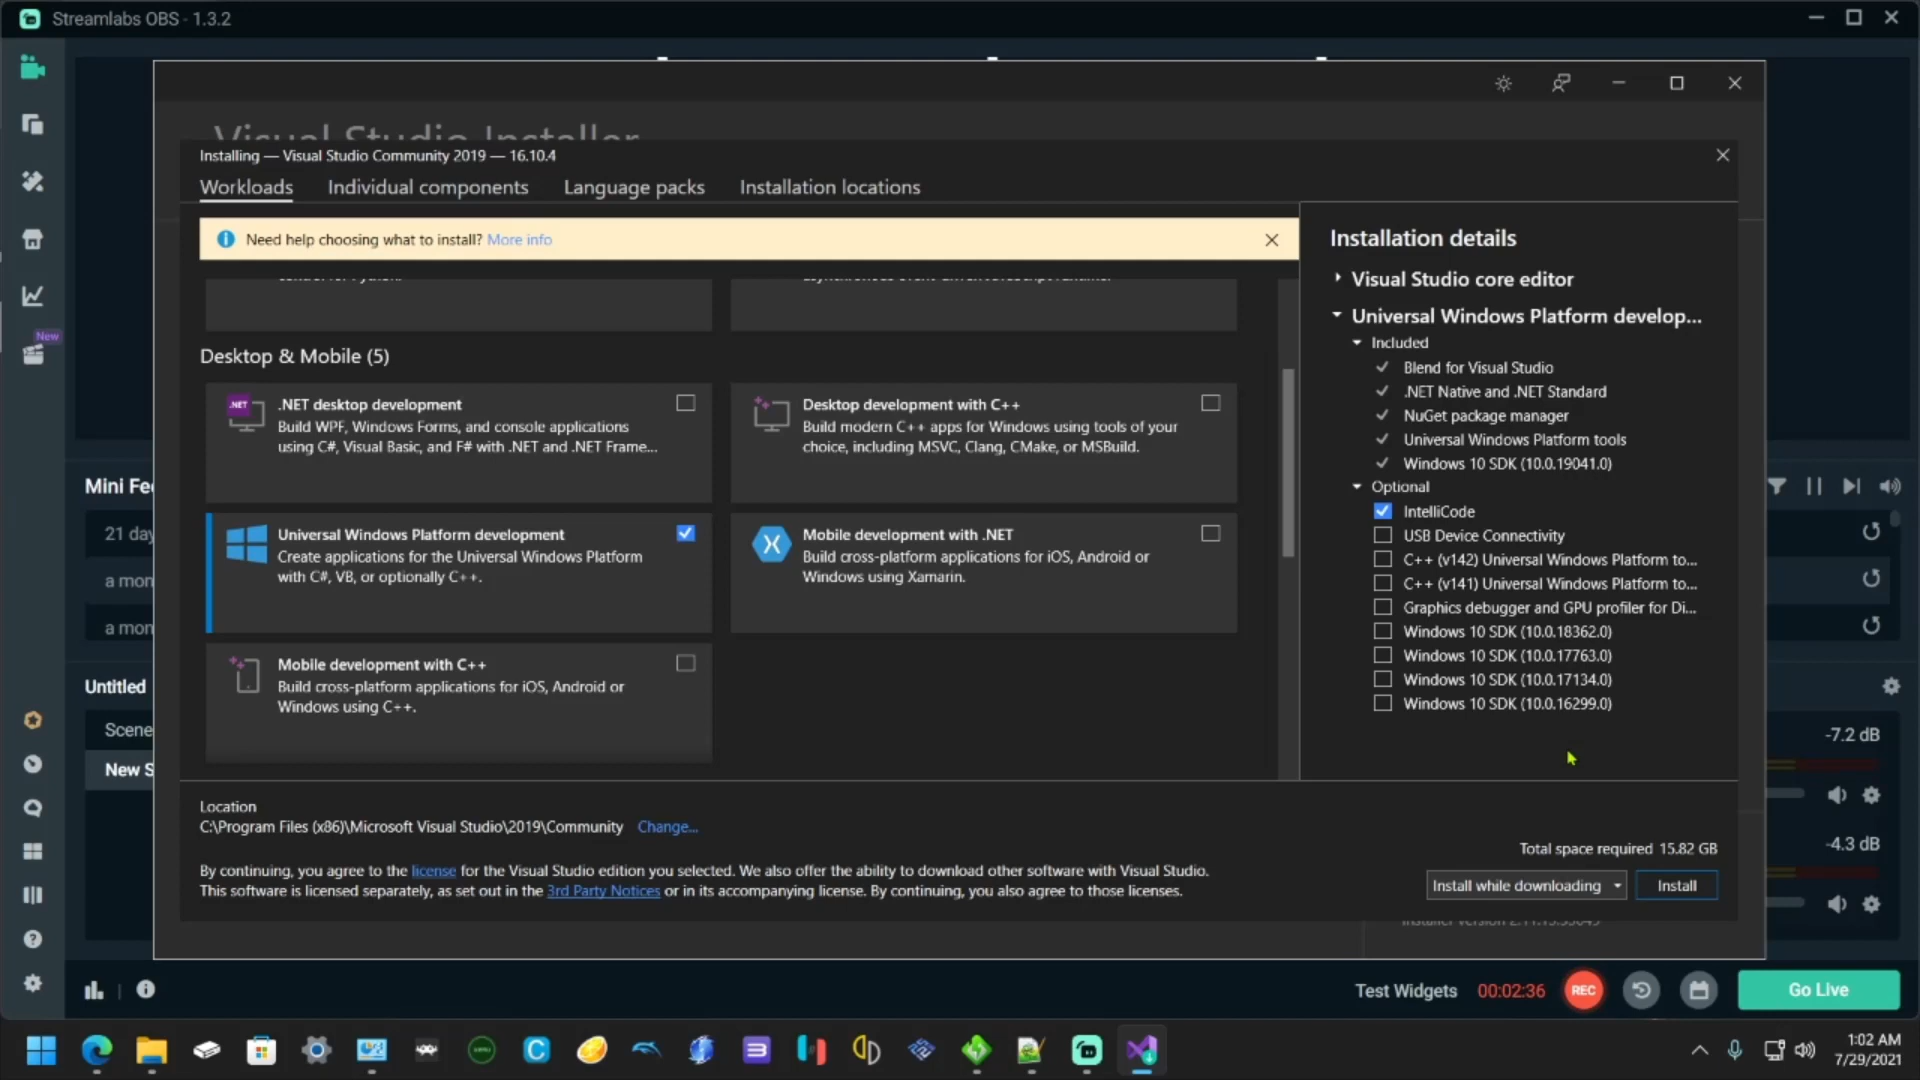 Streamlabs OBS - 1.3.2
Visual Studio Installer
Installing — Visual Studio Community 2019 — 16.10.4
Workloads
Individual components
Language packs
Installation locations
Need help choosing what to install? More info
Desktop & Mobile (5)
.NET
.NET desktop development
Build WPF, Windows Forms, and console applications
using C#, Visual Basic, and F# with .NET and .NET Frame...
Desktop development with C++
Build modern C++ apps for Windows using tools of your
choice, including MSVC, Clang, CMake, or MSBuild.
Universal Windows Platform development
Create applications for the Universal Windows Platform
with C#, VB, or optionally C++.
Mobile development with .NET
Build cross-platform applications for iOS, Android or
Windows using Xamarin.
Mobile development with C++
Build cross-platform applications for iOS, Android or
Windows using C++.
Installation details
Visual Studio core editor
Universal Windows Platform develop...
Included
Blend for Visual Studio
.NET Native and .NET Standard
NuGet package manager
Universal Windows Platform tools
Windows 10 SDK (10.0.19041.0)
Optional
IntelliCode
USB Device Connectivity
C++ (v142) Universal Windows Platform to...
C++ (v141) Universal Windows Platform to...
Graphics debugger and GPU profiler for Di...
Windows 10 SDK (10.0.18362.0)
Windows 10 SDK (10.0.17763.0)
Windows 10 SDK (10.0.17134.0)
Windows 10 SDK (10.0.16299.0)
Location
C:\Program Files (x86)\Microsoft Visual Studio\2019\Community Change...
By continuing, you agree to the license for the Visual Studio edition you selected. We also offer the ability to download other software with Visual Studio.
This software is licensed separately, as set out in the 3rd Party Notices or in its accompanying license. By continuing, you also agree to those licenses.
Total space required 15.82 GB
Install while downloading
Install
New
Mini Fe
21 day
a mon
a mon
Untitled
Scene
New S
-7.2 dB
-4.3 dB
Test Widgets
00:02:36
REC
Go Live
1:02 AM
7/29/2021